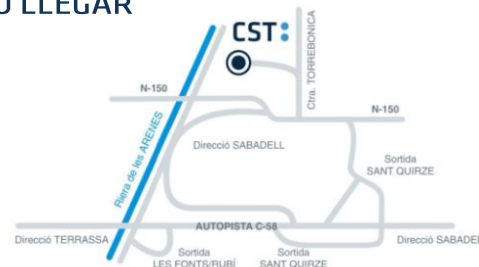 LLEGAR
CST:
Ctra. TORREBONICA
N-150
N-150
Riera de les ARENES
Direcció SABADELL
Sortida
SANT QUIRZE
AUTOPISTA C-58
Direcció TERRASSA
Direcció SABADE
Sortida
LES FONTS/RUBÍ
Sortida
SANT QUIRZE